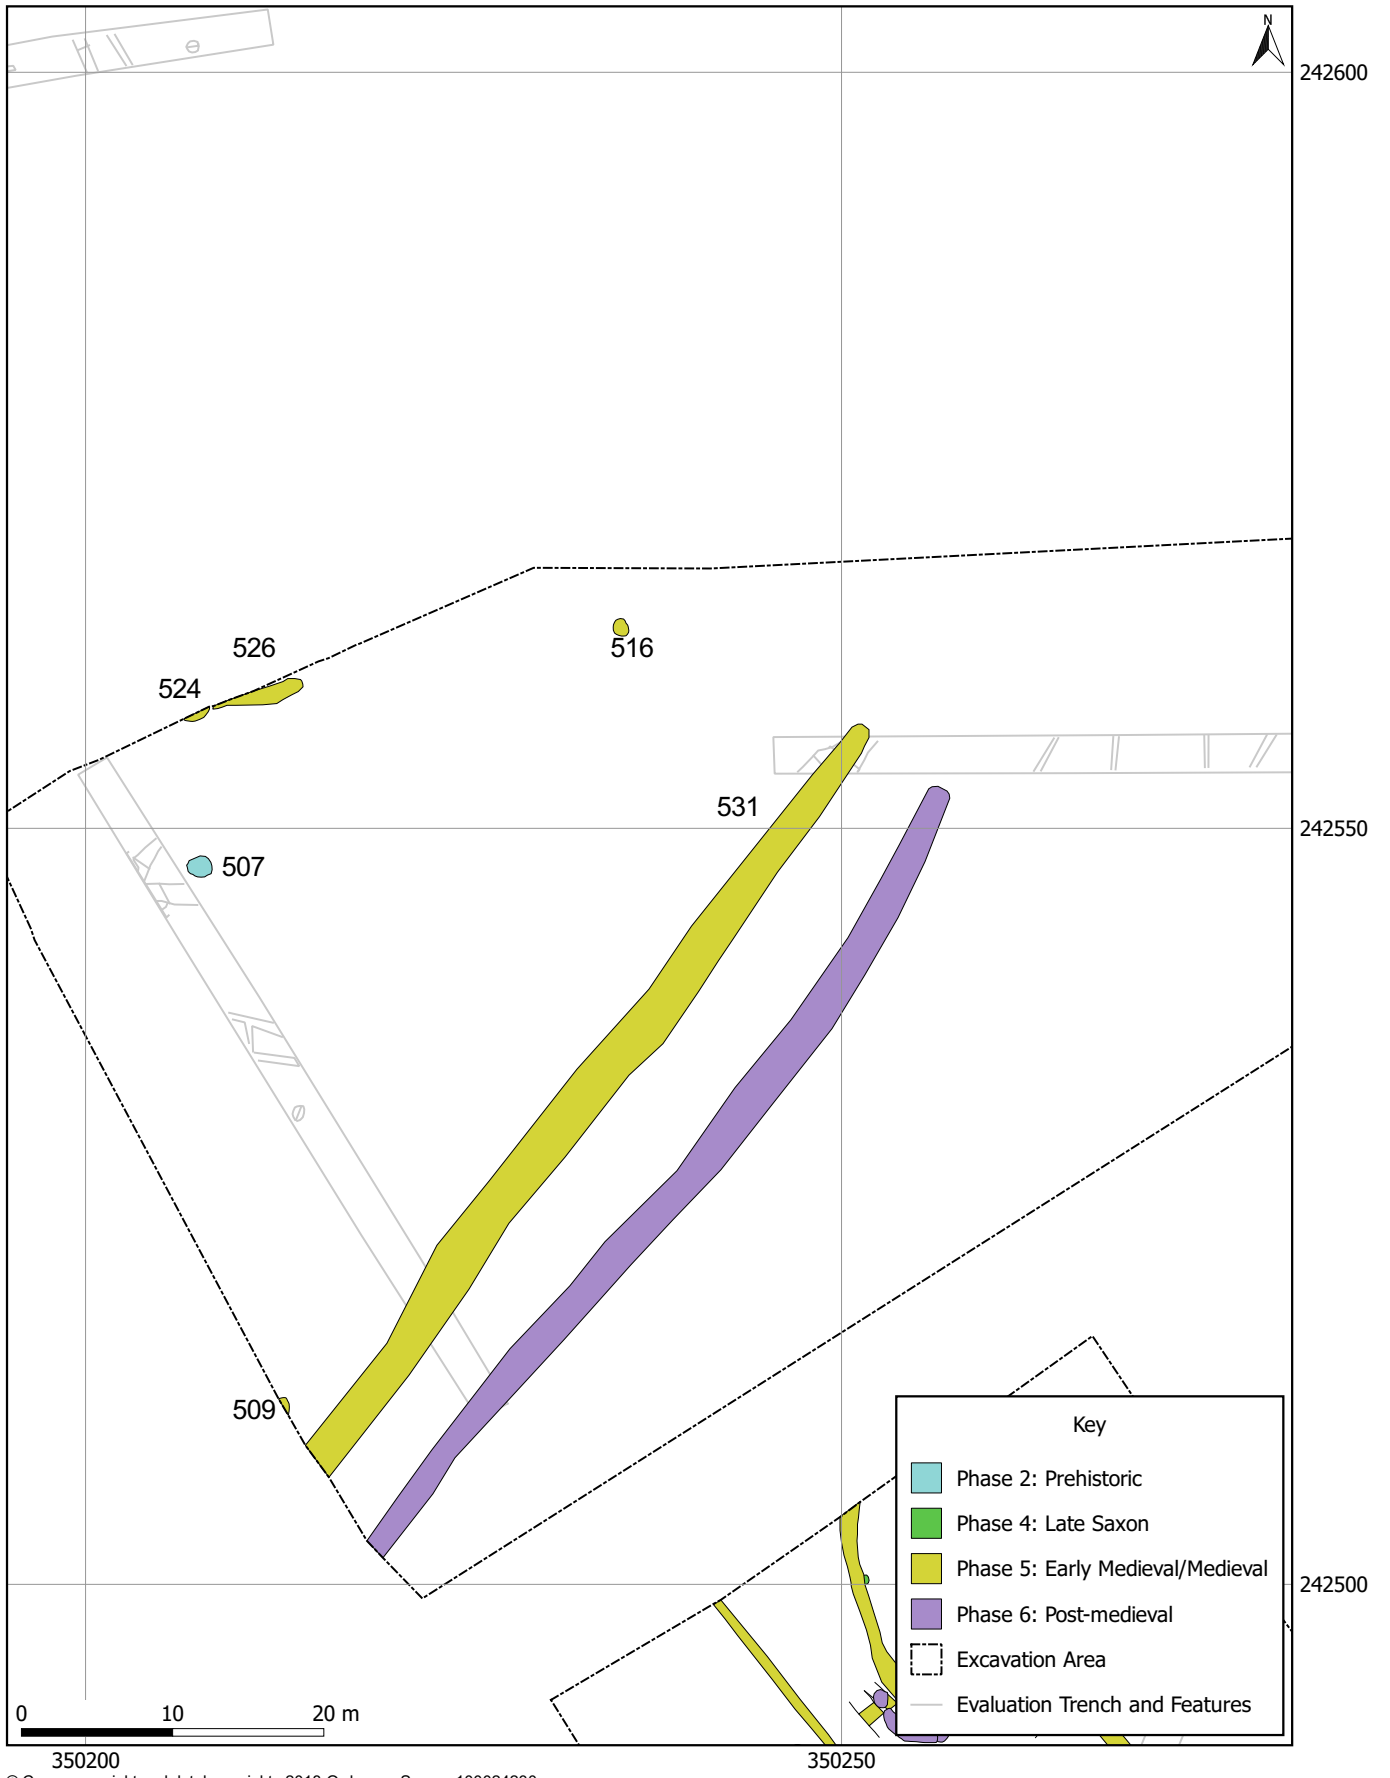 N
242600
526
516
524
531
242550
507
509
Key
Phase 2: Prehistoric
Phase 4: Late Saxon
Phase 5: Early Medieval/Medieval
242500
Phase 6: Post-medieval
Excavation Area
Evaluation Trench and Features
0 10 20 m
350200 350250